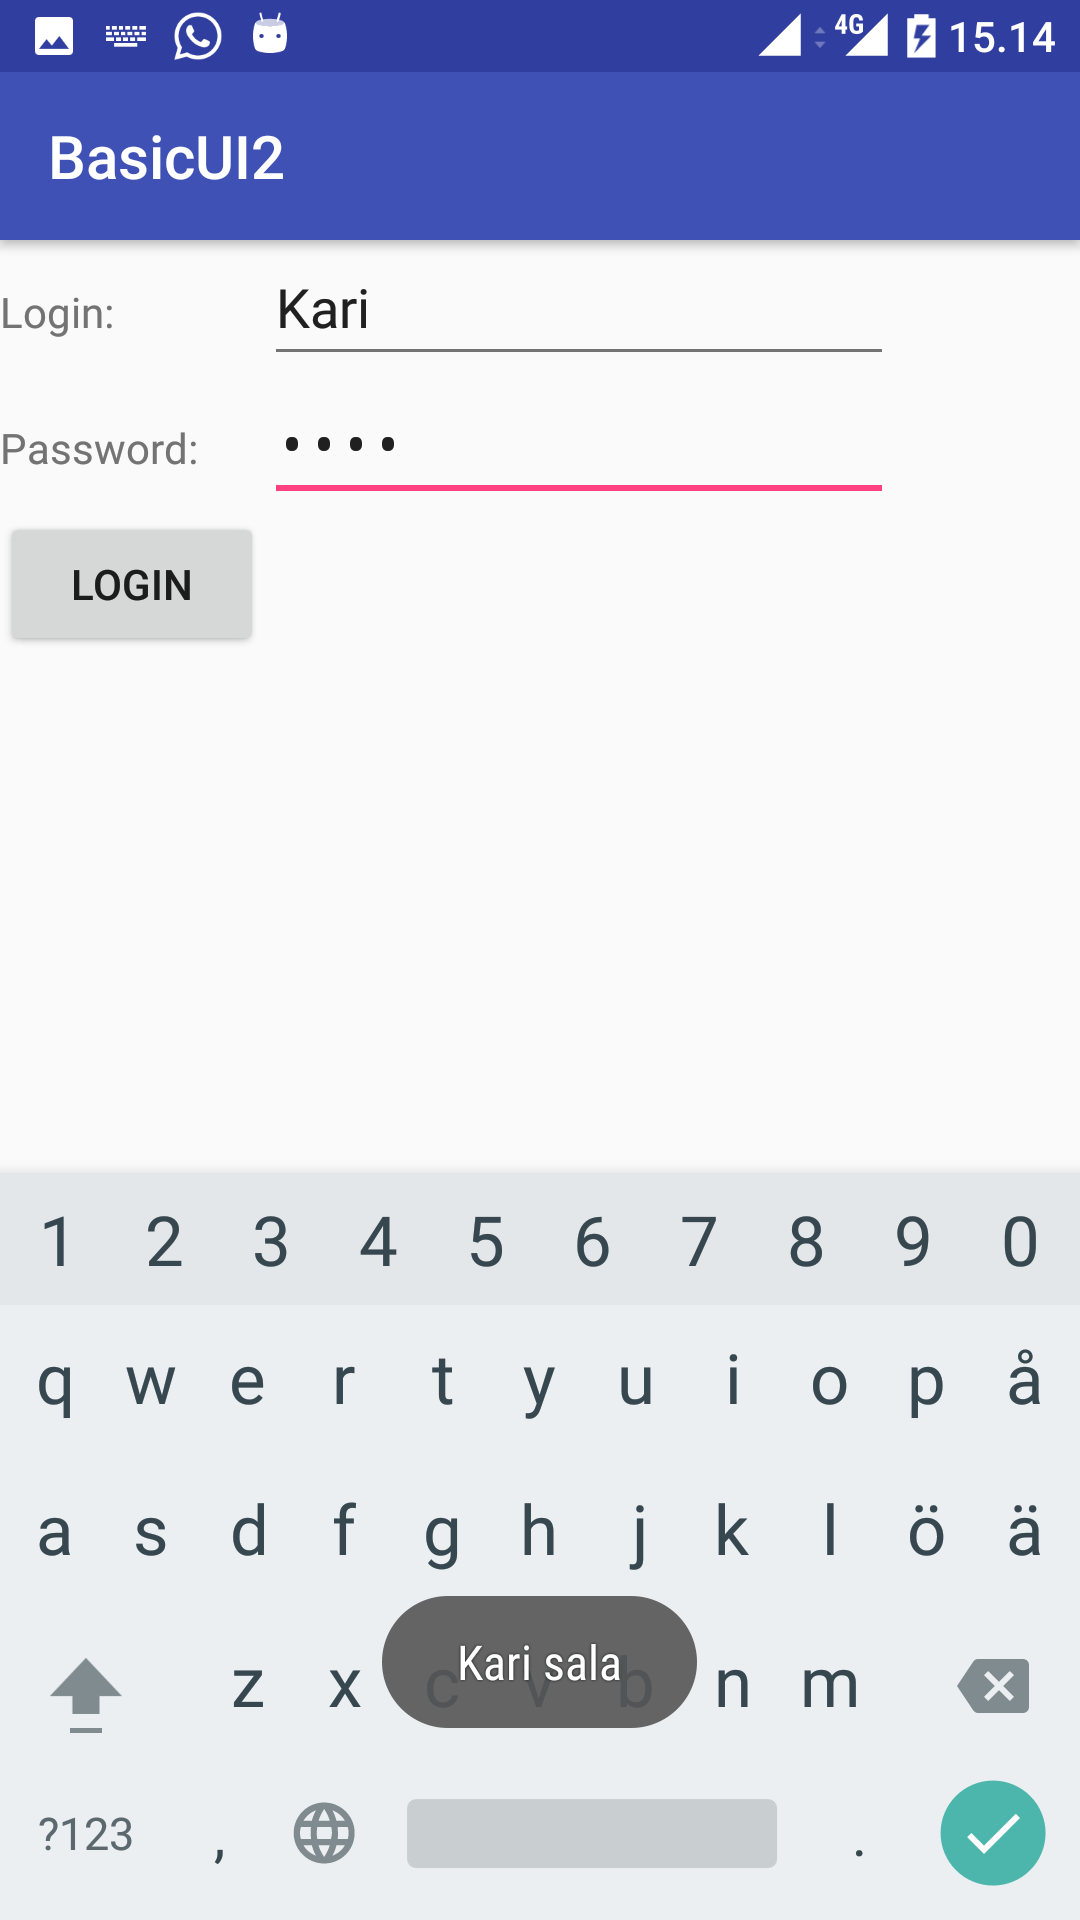 4G 15.14
BasicUI2
Login: Kari
Password: ••••
LOGIN
1 2 3 4 5 6 7 8 9 0
q w e r t y u i o p å
a s d f g h j k l ö ä
z x c v b n m
Kari sala
?123 , .